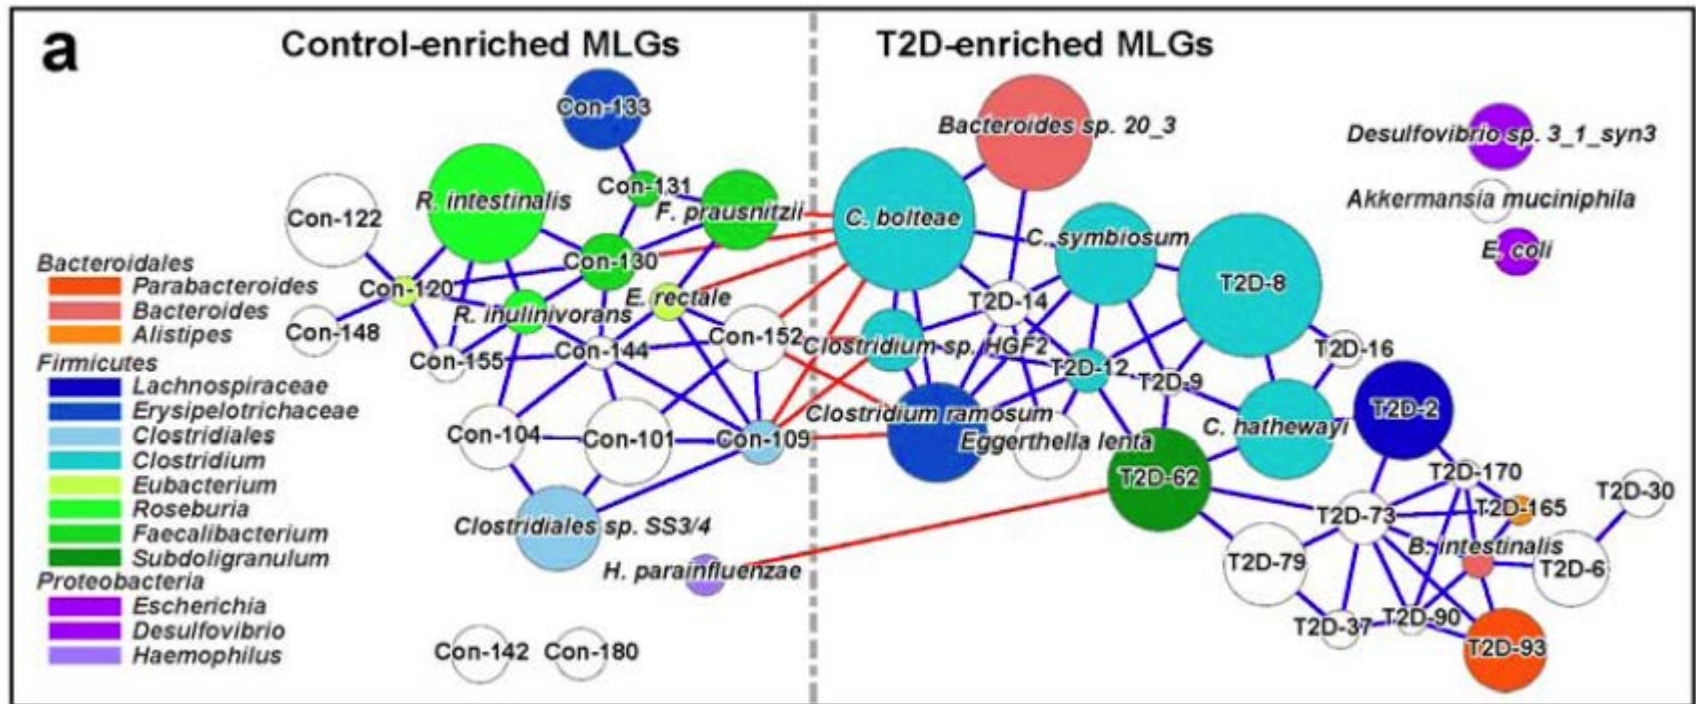 a
Control-enriched MLGs
T2D-enriched MLGs
Con-133
Con-131
R. intestinalis
F. prausnitzii
Con-122
Con-130
Con-120
E. rectale
R. inulinivorans
Con-148
Con-152
Con-155
Con-144
Con-104
Con-101
Con-109
Clostridiales sp. SS3/4
H. parainfluenzae
Con-142
Con-180
Bacteroides sp. 20_3
Desulfovibrio sp. 3_1_syn3
Akkermansia muciniphila
E. coli
C. bolteae
C. symbiosum
T2D-8
T2D-14
Clostridium sp. HGF2
T2D-16
T2D-12
T2D-9
Clostridium ramosum
Eggerthella lenta
C. hathewayi
T2D-2
T2D-62
T2D-170
T2D-30
T2D-165
T2D-73
B. intestinalis
T2D-79
T2D-6
T2D-37
T2D-90
T2D-93
Bacteroidales
Parabacteroides
Bacteroides
Alistipes
Firmicutes
Lachnospiraceae
Erysipelotrichaceae
Clostridiales
Clostridium
Eubacterium
Roseburia
Faecalibacterium
Subdoligranulum
Proteobacteria
Escherichia
Desulfovibrio
Haemophilus